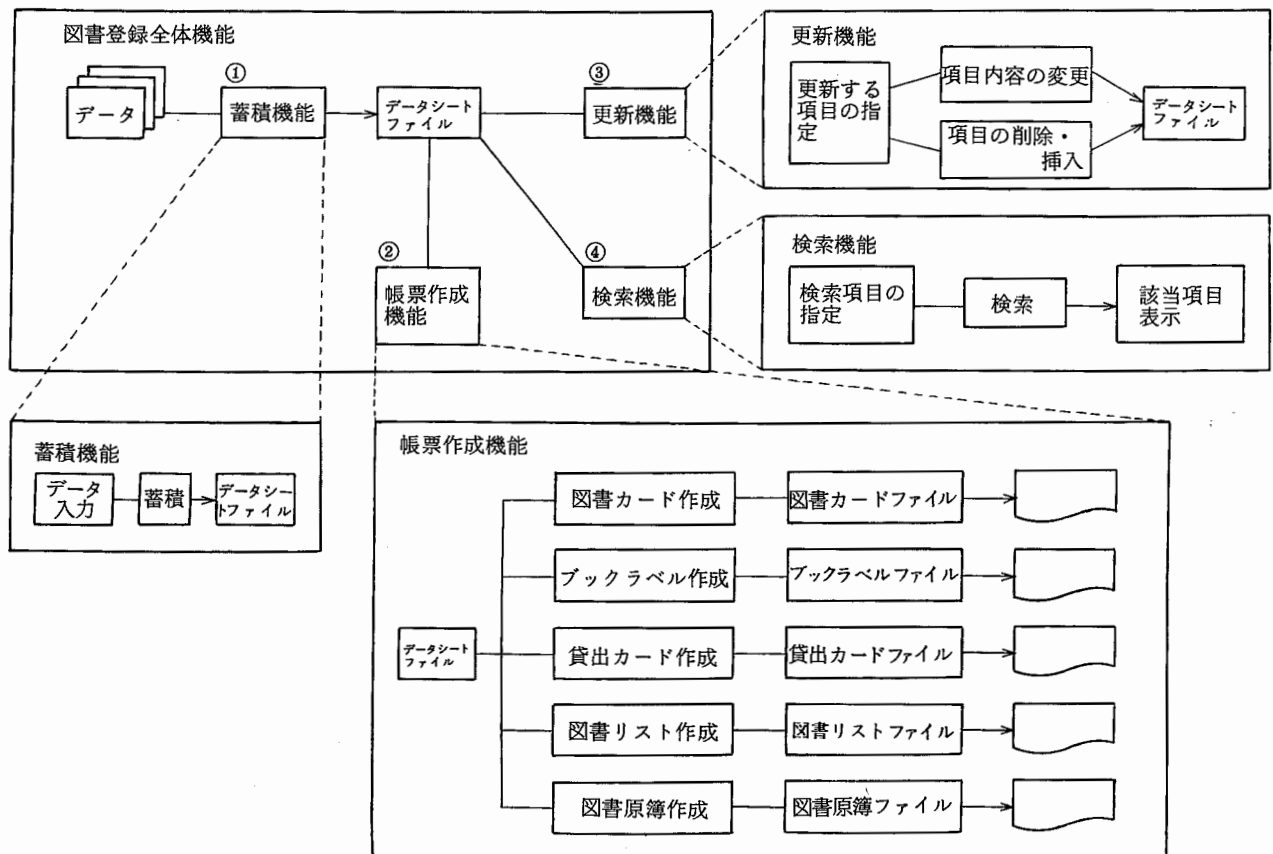 図書登録全体機能
データ
①
蓄積機能
データシート
ファイル
③
更新機能
②
帳票作成
機能
④
検索機能
更新機能
更新する
項目の指
定
項目内容の変更
項目の削除・
挿入
データシート
ファイル
検索機能
検索項目の
指定
検索
該当項目
表示
蓄積機能
データ
入力
蓄積
データシー
トファイル
帳票作成機能
データシート
ファイル
図書カード作成
図書カードファイル
ブックラベル作成
ブックラベルファイル
貸出カード作成
貸出カードファイル
図書リスト作成
図書リストファイル
図書原簿作成
図書原簿ファイル